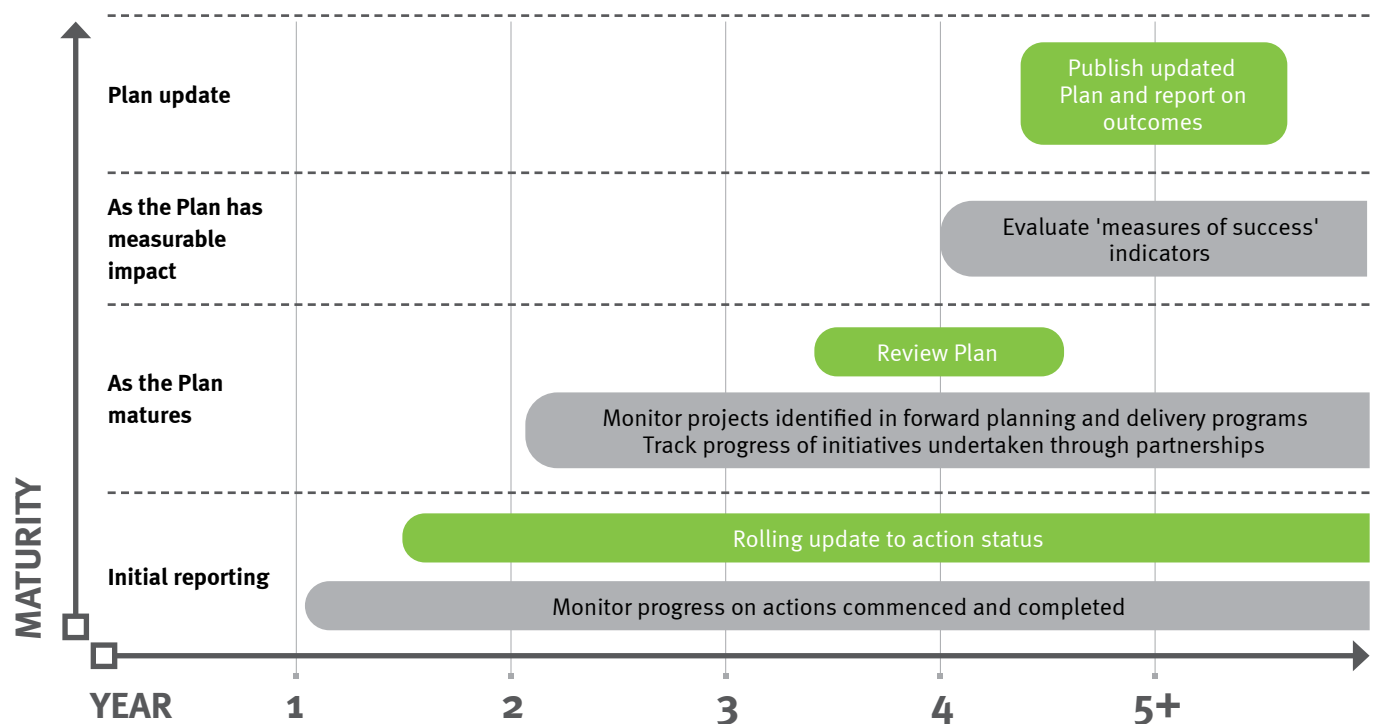 Plan update
Publish updated
Plan and report on
outcomes
As the Plan has
measurable
impact
Evaluate 'measures of success'
indicators
As the Plan
matures
Review Plan
Monitor projects identified in forward planning and delivery programs
Track progress of initiatives undertaken through partnerships
Initial reporting
Rolling update to action status
Monitor progress on actions commenced and completed
MATURITY
YEAR 1 2 3 4 5+